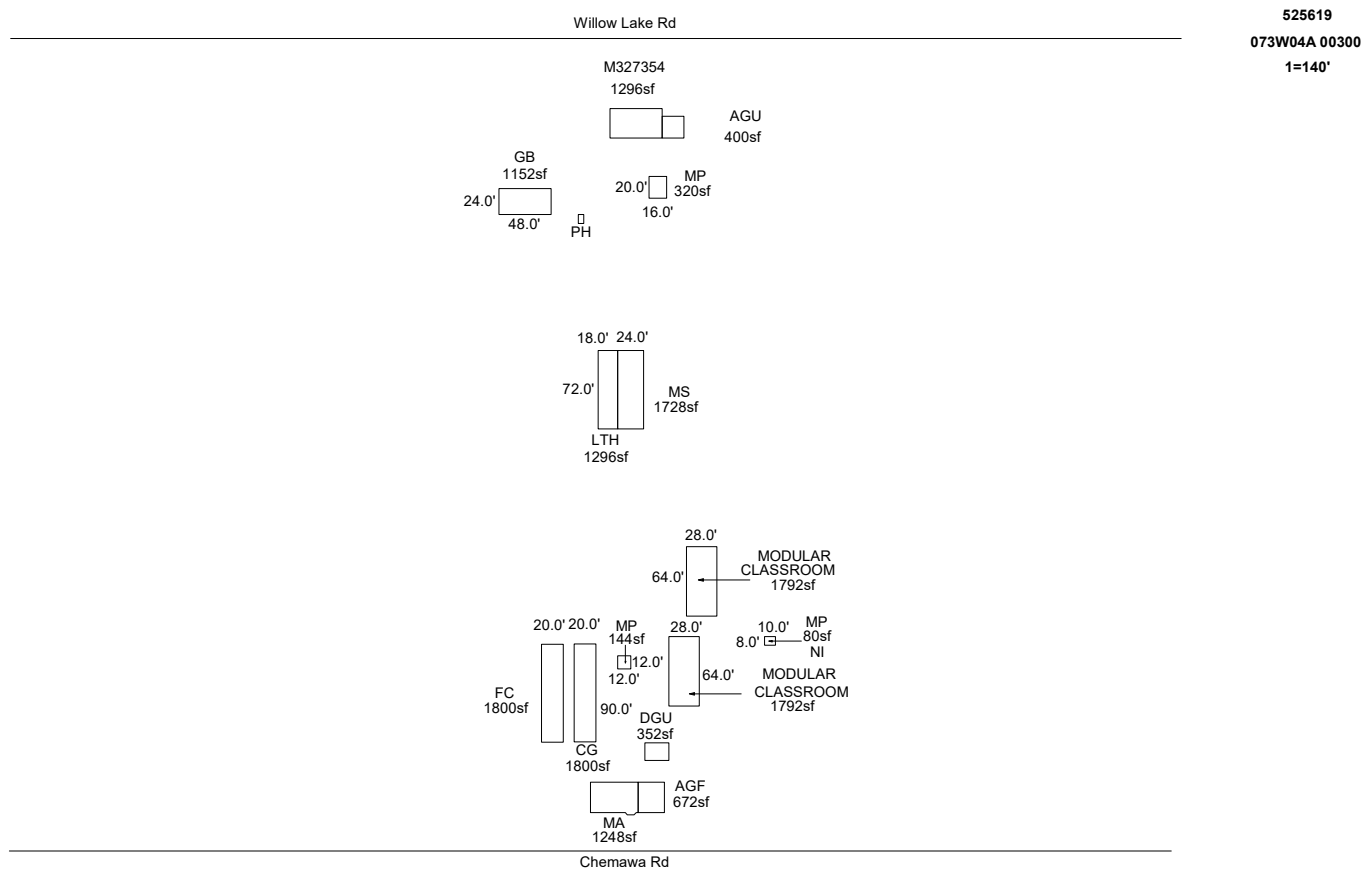 Willow Lake Rd
525619
073W04A 00300
1=140'
M327354
1296sf
AGU
400sf
GB
1152sf
24.0'
48.0'
PH
20.0'
MP
320sf
16.0'
18.0' 24.0'
72.0'
MS
1728sf
LTH
1296sf
28.0'
64.0'
MODULAR
CLASSROOM
1792sf
20.0' 20.0'
MP
144sf
12.0'
12.0'
28.0'
64.0'
10.0'
8.0'
MP
80sf
NI
MODULAR
CLASSROOM
1792sf
FC
1800sf
90.0'
CG
1800sf
DGU
352sf
AGF
672sf
MA
1248sf
Chemawa Rd